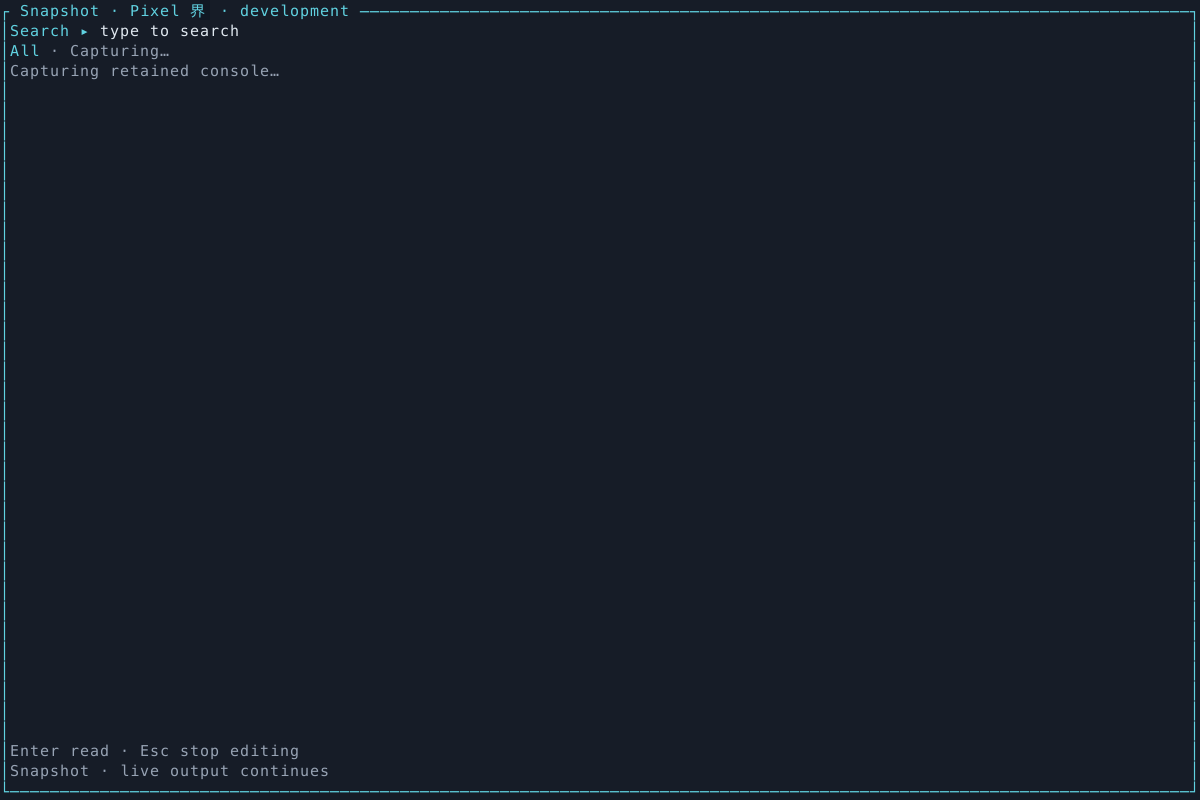 Snapshot · Pixel 界 · development
Search ▸ type to search
All · Capturing…
Capturing retained console…
Enter read · Esc stop editing
Snapshot · live output continues